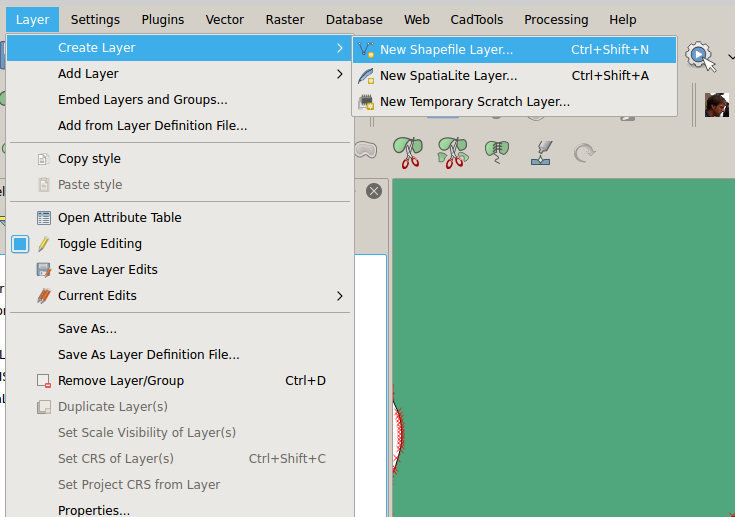 Layer Settings Plugins Vector Raster Database Web CadTools Processing Help
Create Layer
New Shapefile Layer... Ctrl+Shift+N
Add Layer
New SpatiaLite Layer... Ctrl+Shift+A
Embed Layers and Groups...
New Temporary Scratch Layer...
Add from Layer Definition File...
Copy style
Paste style
Open Attribute Table
Toggle Editing
Save Layer Edits
Current Edits
Save As...
Save As Layer Definition File...
Remove Layer/Group Ctrl+D
Duplicate Layer(s)
Set Scale Visibility of Layer(s)
Set CRS of Layer(s) Ctrl+Shift+C
Set Project CRS from Layer
Properties...